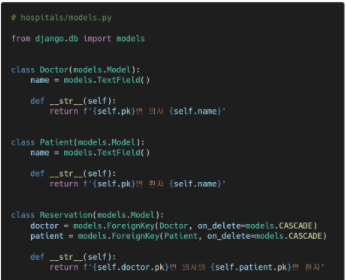 # hospitals/models.py
from django.db import models
class Doctor(models.Model):
    name = models.TextField()
    def __str__(self):
        return f'{self.pk}번 의사 {self.name}'
class Patient(models.Model):
    name = models.TextField()
    def __str__(self):
        return f'{self.pk}번 환자 {self.name}'
class Reservation(models.Model):
    doctor = models.ForeignKey(Doctor, on_delete=models.CASCADE)
    patient = models.ForeignKey(Patient, on_delete=models.CASCADE)
    def __str__(self):
        return f'{self.doctor.pk}번 의사의 {self.patient.pk}번 환자'